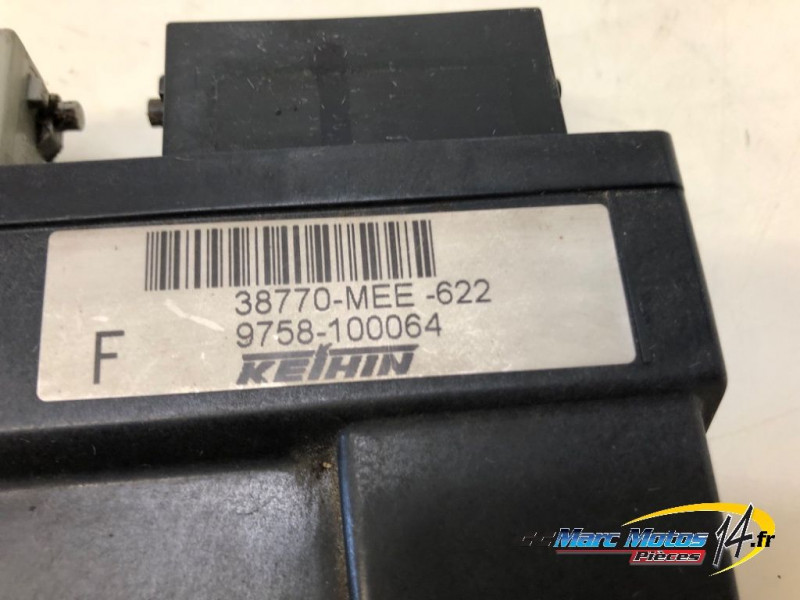 38770-MEE -622
9758-100064
F
KEIHIN
Marc Motos 14.fr
Pièces